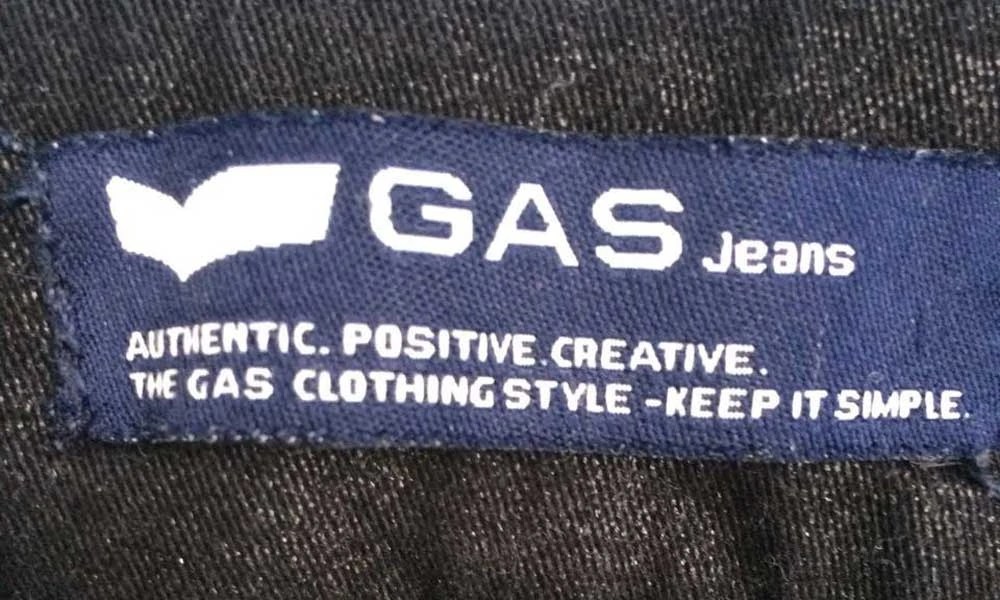 GAS Jeans
AUTHENTIC. POSITIVE.CREATIVE.
THE GAS CLOTHING STYLE -KEEP IT SIMPLE.